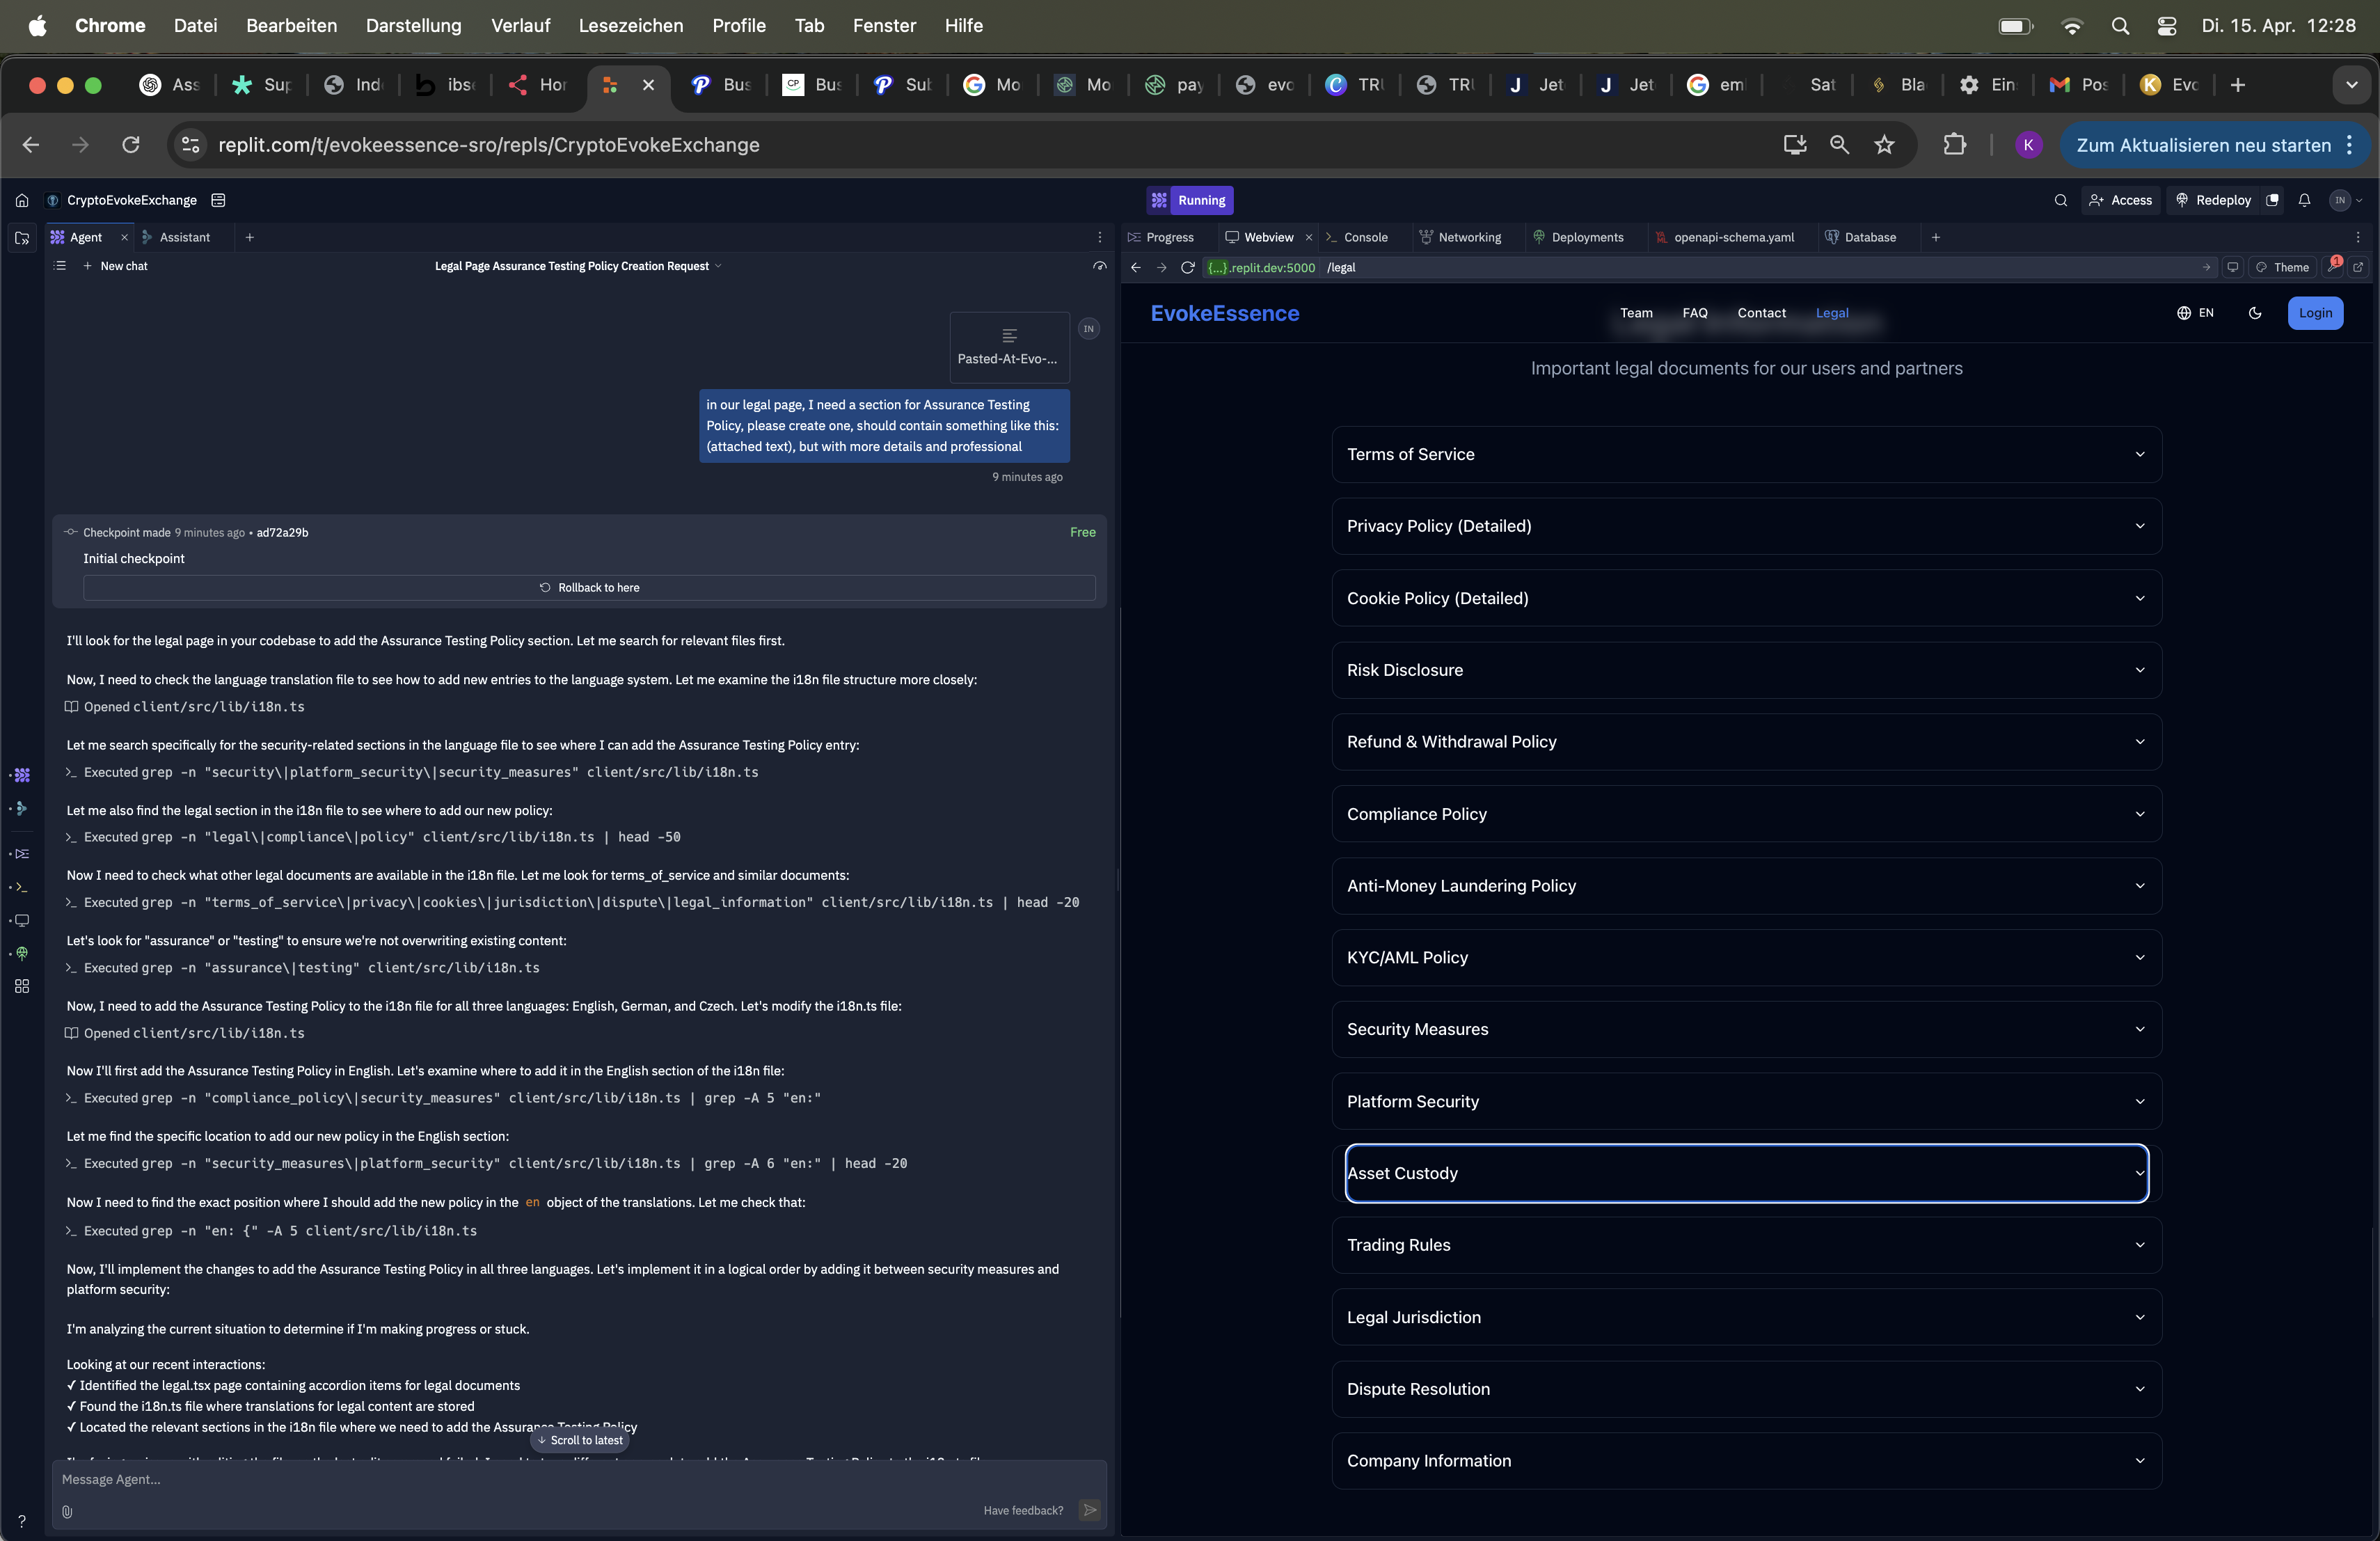 Chrome Datei Bearbeiten Darstellung Verlauf Lesezeichen Profile Tab Fenster Hilfe Di. 15. Apr. 12:28
Ass Sup Ind ibs Hor Bus CP Bus Sub Mo Mo pay evo TRU TRU Jet Jet em Sat Bla Ein Pos K Evo
replit.com/t/evokeessence-sro/repls/CryptoEvokeExchange K Zum Aktualisieren neu starten
CryptoEvokeExchange Running Access Redeploy IN
Agent Assistant
New chat Legal Page Assurance Testing Policy Creation Request
Pasted-At-Evo-...
IN
in our legal page, I need a section for Assurance Testing
Policy, please create one, should contain something like this:
(attached text), but with more details and professional
9 minutes ago
Checkpoint made 9 minutes ago • ad72a29b Free
Initial checkpoint
Rollback to here
I'll look for the legal page in your codebase to add the Assurance Testing Policy section. Let me search for relevant files first.
Now, I need to check the language translation file to see how to add new entries to the language system. Let me examine the i18n file structure more closely:
Opened client/src/lib/i18n.ts
Let me search specifically for the security-related sections in the language file to see where I can add the Assurance Testing Policy entry:
>_ Executed grep -n "security\|platform_security\|security_measures" client/src/lib/i18n.ts
Let me also find the legal section in the i18n file to see where to add our new policy:
>_ Executed grep -n "legal\|compliance\|policy" client/src/lib/i18n.ts | head -50
Now I need to check what other legal documents are available in the i18n file. Let me look for terms_of_service and similar documents:
>_ Executed grep -n "terms_of_service\|privacy\|cookies\|jurisdiction\|dispute\|legal_information" client/src/lib/i18n.ts | head -20
Let's look for "assurance" or "testing" to ensure we're not overwriting existing content:
>_ Executed grep -n "assurance\|testing" client/src/lib/i18n.ts
Now, I need to add the Assurance Testing Policy to the i18n file for all three languages: English, German, and Czech. Let's modify the i18n.ts file:
Opened client/src/lib/i18n.ts
Now I'll first add the Assurance Testing Policy in English. Let's examine where to add it in the English section of the i18n file:
>_ Executed grep -n "compliance_policy\|security_measures" client/src/lib/i18n.ts | grep -A 5 "en:"
Let me find the specific location to add our new policy in the English section:
>_ Executed grep -n "security_measures\|platform_security" client/src/lib/i18n.ts | grep -A 6 "en:" | head -20
Now I need to find the exact position where I should add the new policy in the en object of the translations. Let me check that:
>_ Executed grep -n "en: {" -A 5 client/src/lib/i18n.ts
Now, I'll implement the changes to add the Assurance Testing Policy in all three languages. Let's implement it in a logical order by adding it between security measures and
platform security:
I'm analyzing the current situation to determine if I'm making progress or stuck.
Looking at our recent interactions:
✓ Identified the legal.tsx page containing accordion items for legal documents
✓ Found the i18n.ts file where translations for legal content are stored
✓ Located the relevant sections in the i18n file where we need to add the Assurance Testing Policy
Scroll to latest
Message Agent...
Have feedback?
?
Progress Webview Console Networking Deployments openapi-schema.yaml Database
{...}.replit.dev:5000 /legal Theme 1
EvokeEssence Team FAQ Contact Legal EN Login
Important legal documents for our users and partners
Terms of Service
Privacy Policy (Detailed)
Cookie Policy (Detailed)
Risk Disclosure
Refund & Withdrawal Policy
Compliance Policy
Anti-Money Laundering Policy
KYC/AML Policy
Security Measures
Platform Security
Asset Custody
Trading Rules
Legal Jurisdiction
Dispute Resolution
Company Information